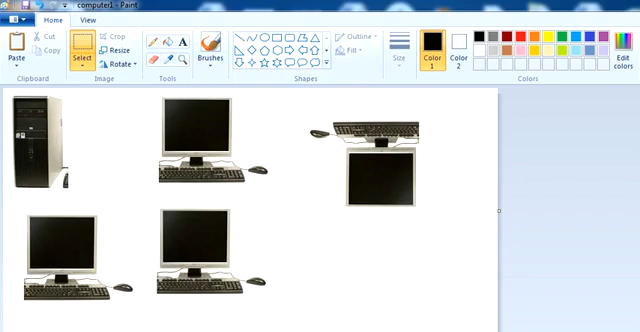 computer1 - Paint
Home View
Paste
Cut
Copy
Clipboard
Select
Crop
Resize
Rotate
Image
Tools
Brushes
Shapes
Outline
Fill
Size
Color
1
Color
2
Colors
Edit
colors